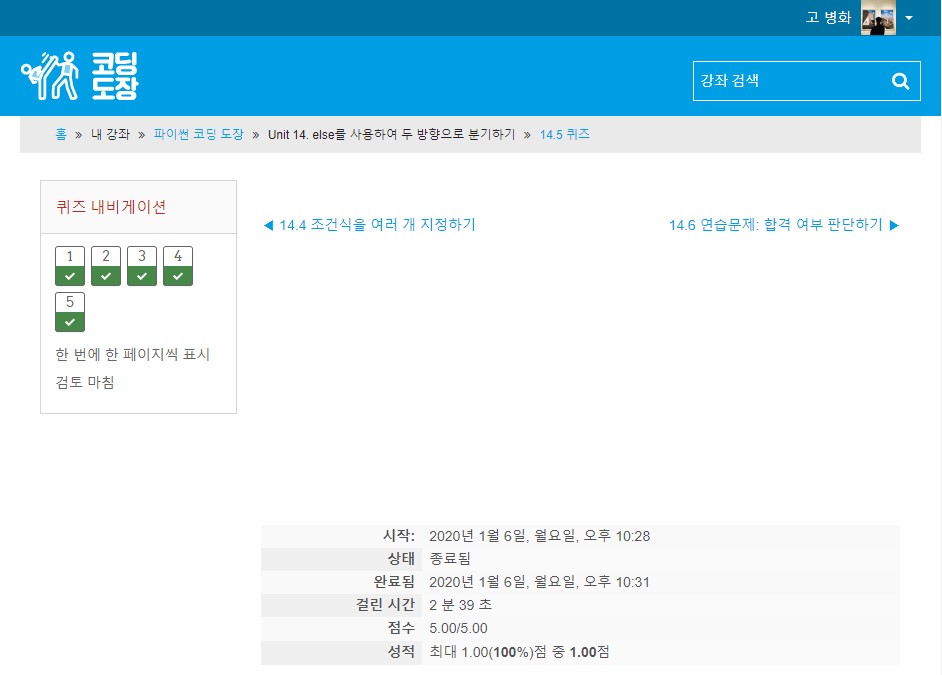 고 병화
코딩
도장
강좌 검색
홈 » 내 강좌 » 파이썬 코딩 도장 » Unit 14. else를 사용하여 두 방향으로 분기하기 » 14.5 퀴즈
퀴즈 내비게이션
1 2 3 4
5
한 번에 한 페이지씩 표시
검토 마침
◀ 14.4 조건식을 여러 개 지정하기
14.6 연습문제: 합격 여부 판단하기 ▶
시작: 2020년 1월 6일, 월요일, 오후 10:28
상태 종료됨
완료됨 2020년 1월 6일, 월요일, 오후 10:31
걸린 시간 2 분 39 초
점수 5.00/5.00
성적 최대 1.00(100%)점 중 1.00점